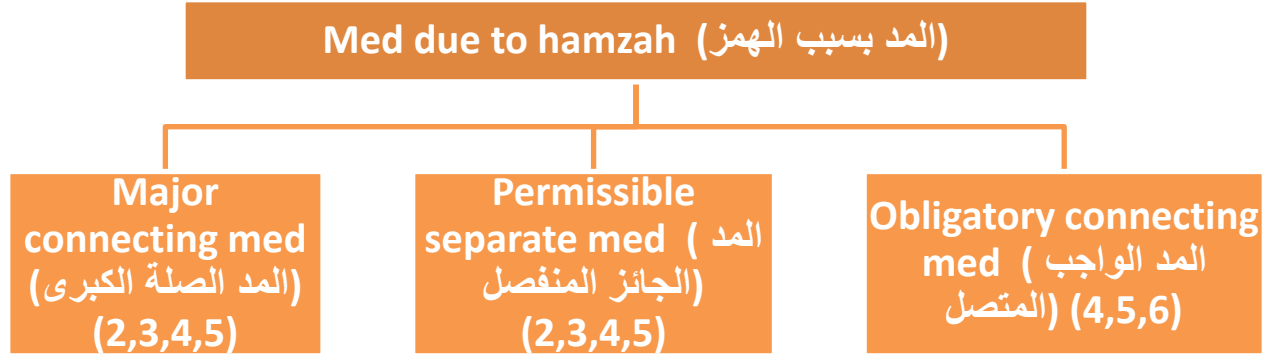 Med due to hamzah (المد بسبب الهمز)
Major
connecting med
(المد الصلة الكبرى)
(2,3,4,5)
Permissible
separate med ( المد
الجائز المنفصل)
(2,3,4,5)
Obligatory connecting
med ( المد الواجب
المتصل) (4,5,6)